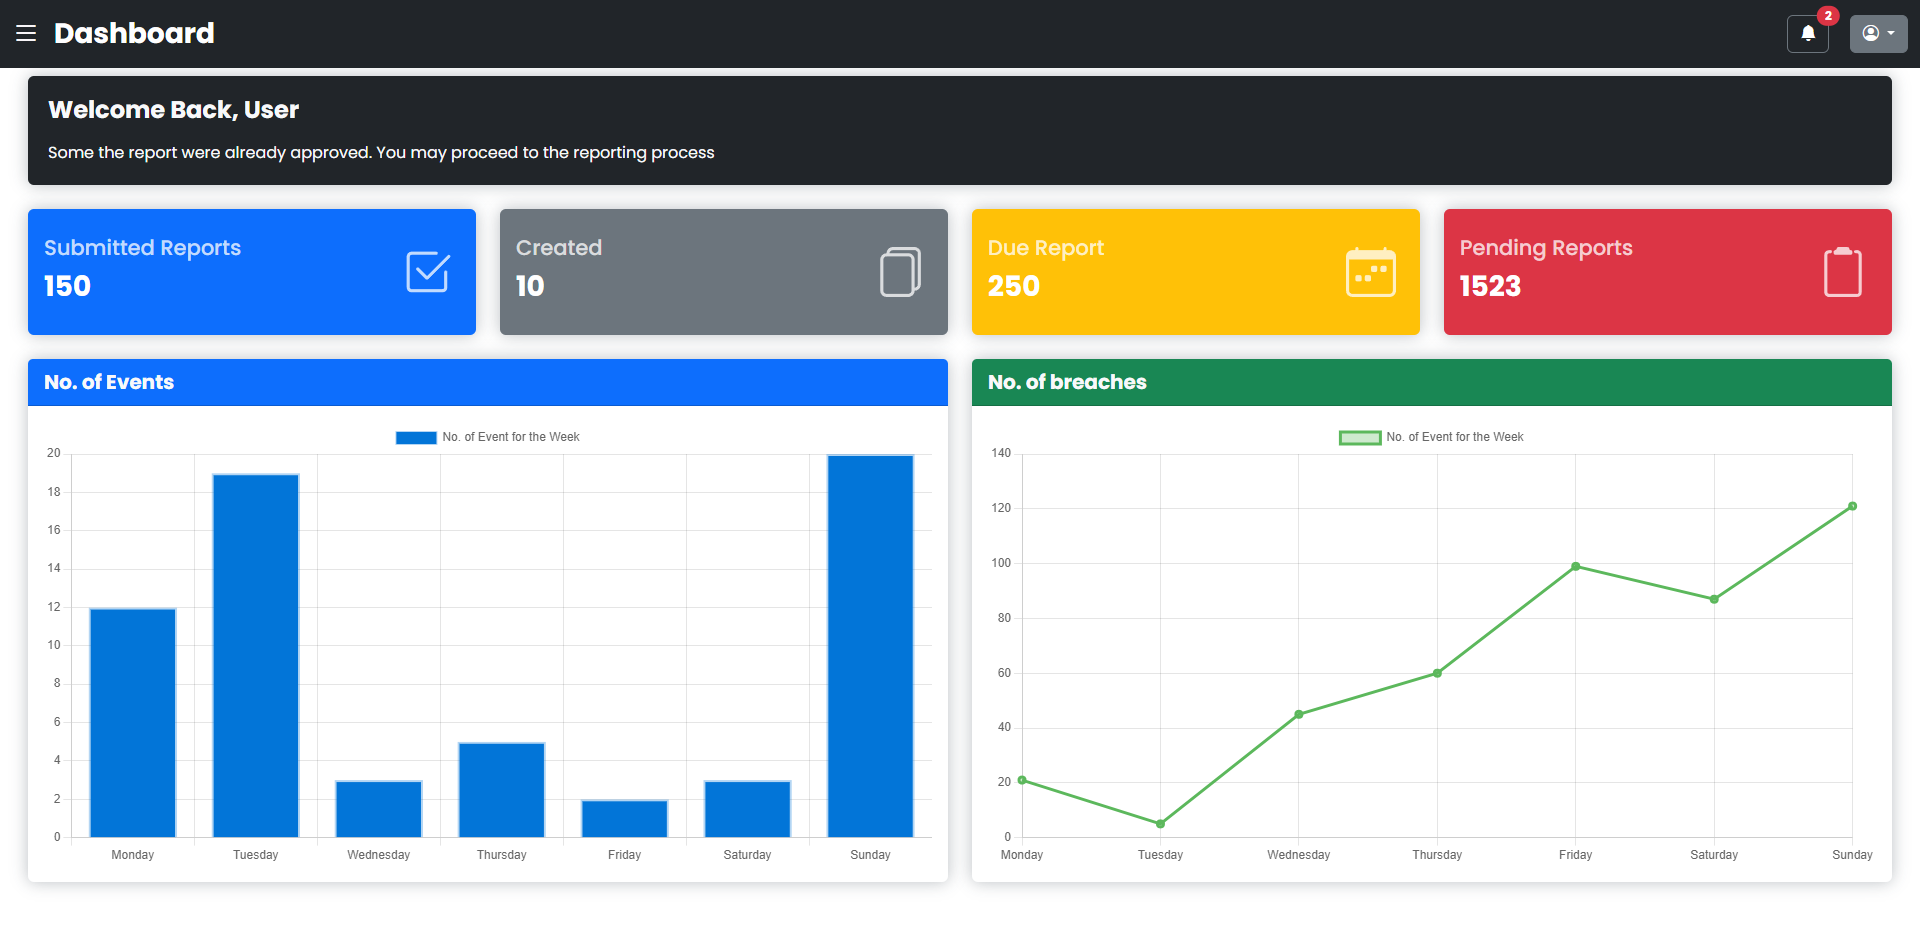 Dashboard
2
Welcome Back, User
Some the report were already approved. You may proceed to the reporting process
Submitted Reports
150
Created
10
Due Report
250
Pending Reports
1523
No. of Events
No. of Event for the Week
20
18
16
14
12
10
8
6
4
2
0
Monday Tuesday Wednesday Thursday Friday Saturday Sunday
No. of breaches
No. of Event for the Week
140
120
100
80
60
40
20
0
Monday Tuesday Wednesday Thursday Friday Saturday Sunday